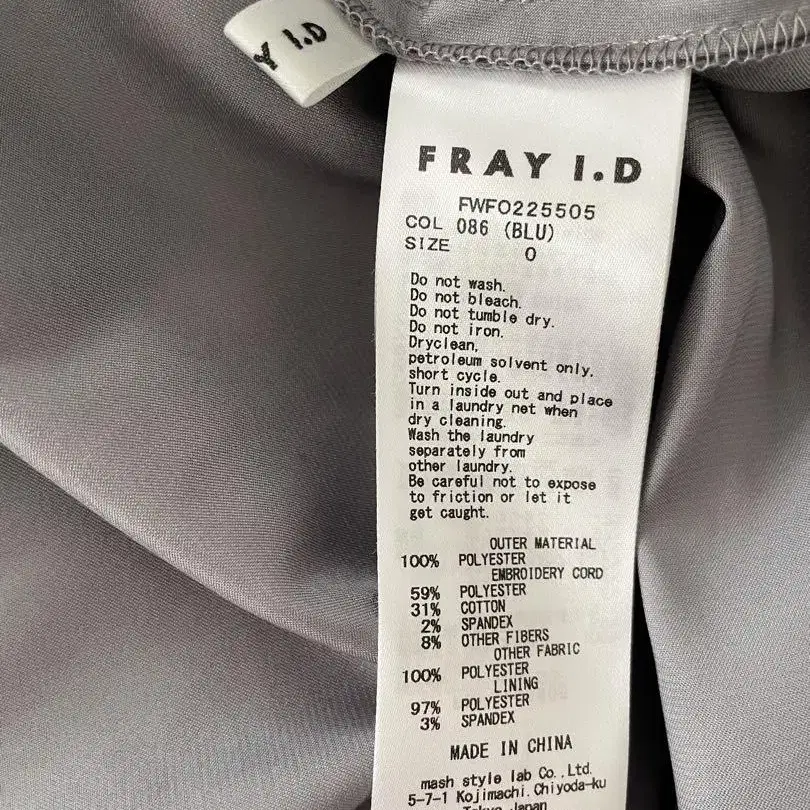 Y I.D
FRAY I.D
FWFO225505
COL 086 (BLU)
SIZE 0
Do not wash.
Do not bleach.
Do not tumble dry.
Do not iron.
Dryclean,
petroleum solvent only.
short cycle.
Turn inside out and place
in a laundry net when
dry cleaning.
Wash the laundry
separately from
other laundry.
Be careful not to expose
to friction or let it
get caught.
OUTER MATERIAL
100% POLYESTER
EMBROIDERY CORD
59% POLYESTER
31% COTTON
2% SPANDEX
8% OTHER FIBERS
OTHER FABRIC
100% POLYESTER
LINING
97% POLYESTER
3% SPANDEX
MADE IN CHINA
mash style lab Co., Ltd.
5-7-1 Kojimachi. Chiyoda-ku
Tokyo Japan